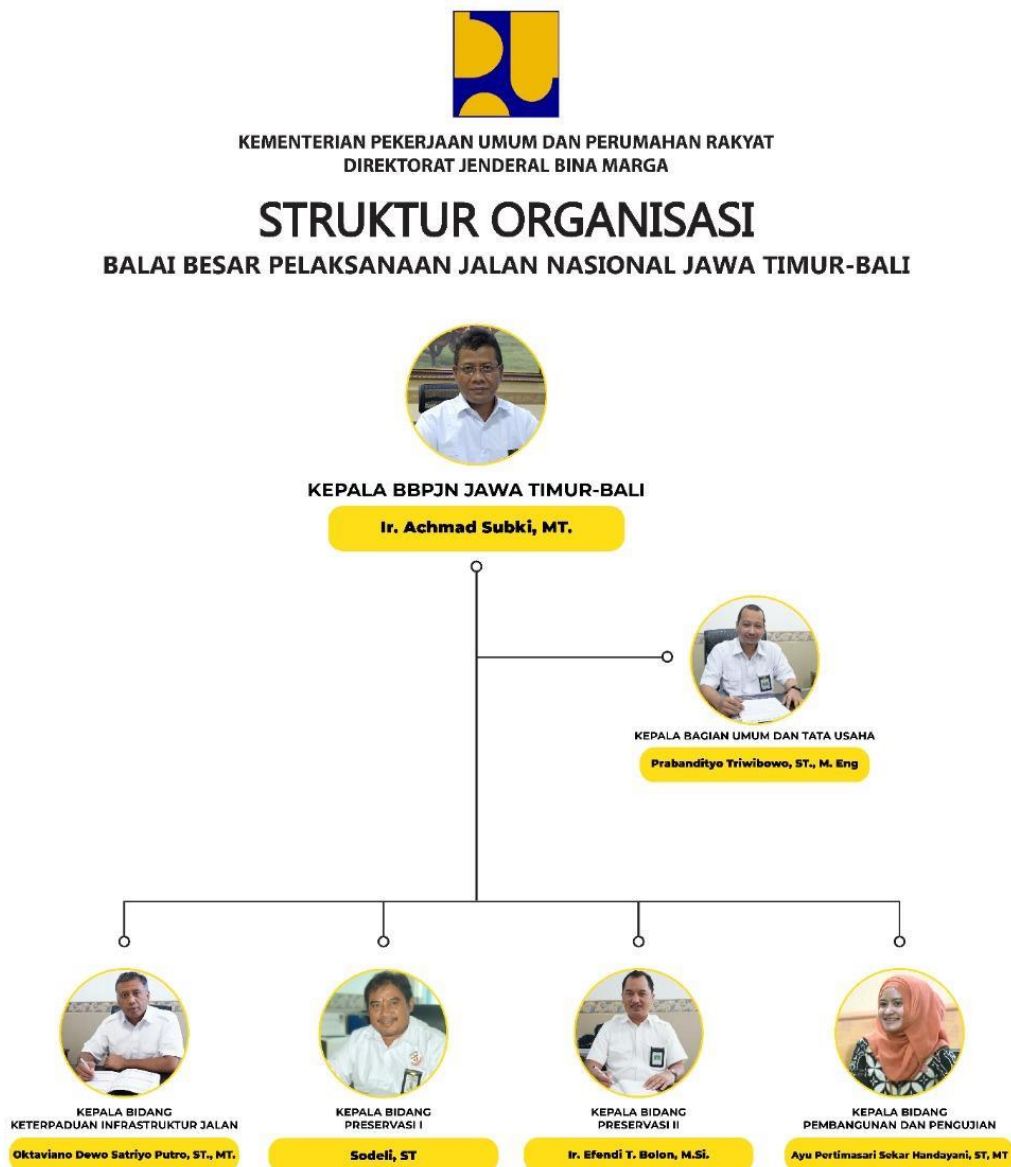 KEMENTERIAN PEKERJAAN UMUM DAN PERUMAHAN RAKYAT
DIREKTORAT JENDERAL BINA MARGA
STRUKTUR ORGANISASI
BALAI BESAR PELAKSANAAN JALAN NASIONAL JAWA TIMUR-BALI
KEPALA BBPJN JAWA TIMUR-BALI
Ir. Achmad Subki, MT.
KEPALA BAGIAN UMUM DAN TATA USAHA
Prabandityo Triwibowo, ST., M. Eng
KEPALA BIDANG
KETERPADUAN INFRASTRUKTUR JALAN
Oktaviano Dewo Satriyo Putro, ST., MT.
KEPALA BIDANG
PRESERVASI I
Sodeli, ST
KEPALA BIDANG
PRESERVASI II
Ir. Efendi T. Bolon, M.Si.
KEPALA BIDANG
PEMBANGUNAN DAN PENGUJIAN
Ayu Pertimasari Sekar Handayani, ST, MT